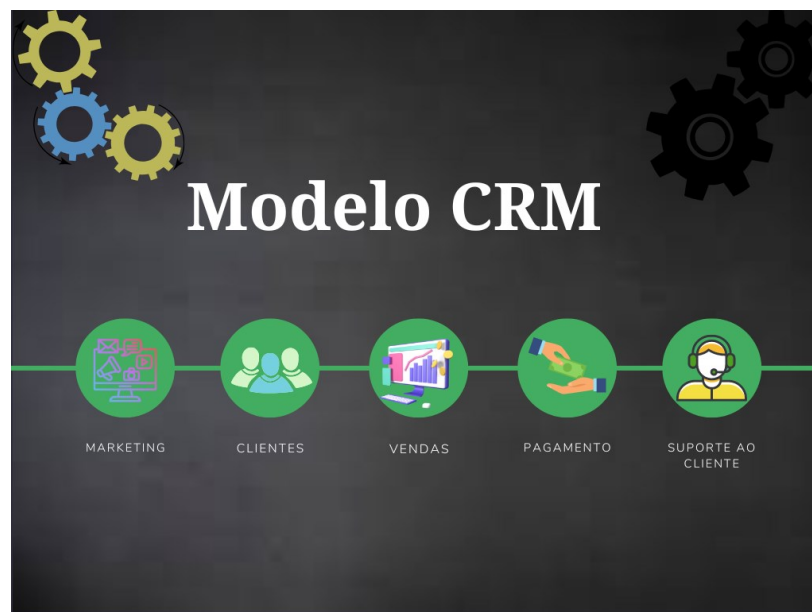 Modelo CRM
MARKETING
CLIENTES
VENDAS
PAGAMENTO
SUPORTE AO
CLIENTE